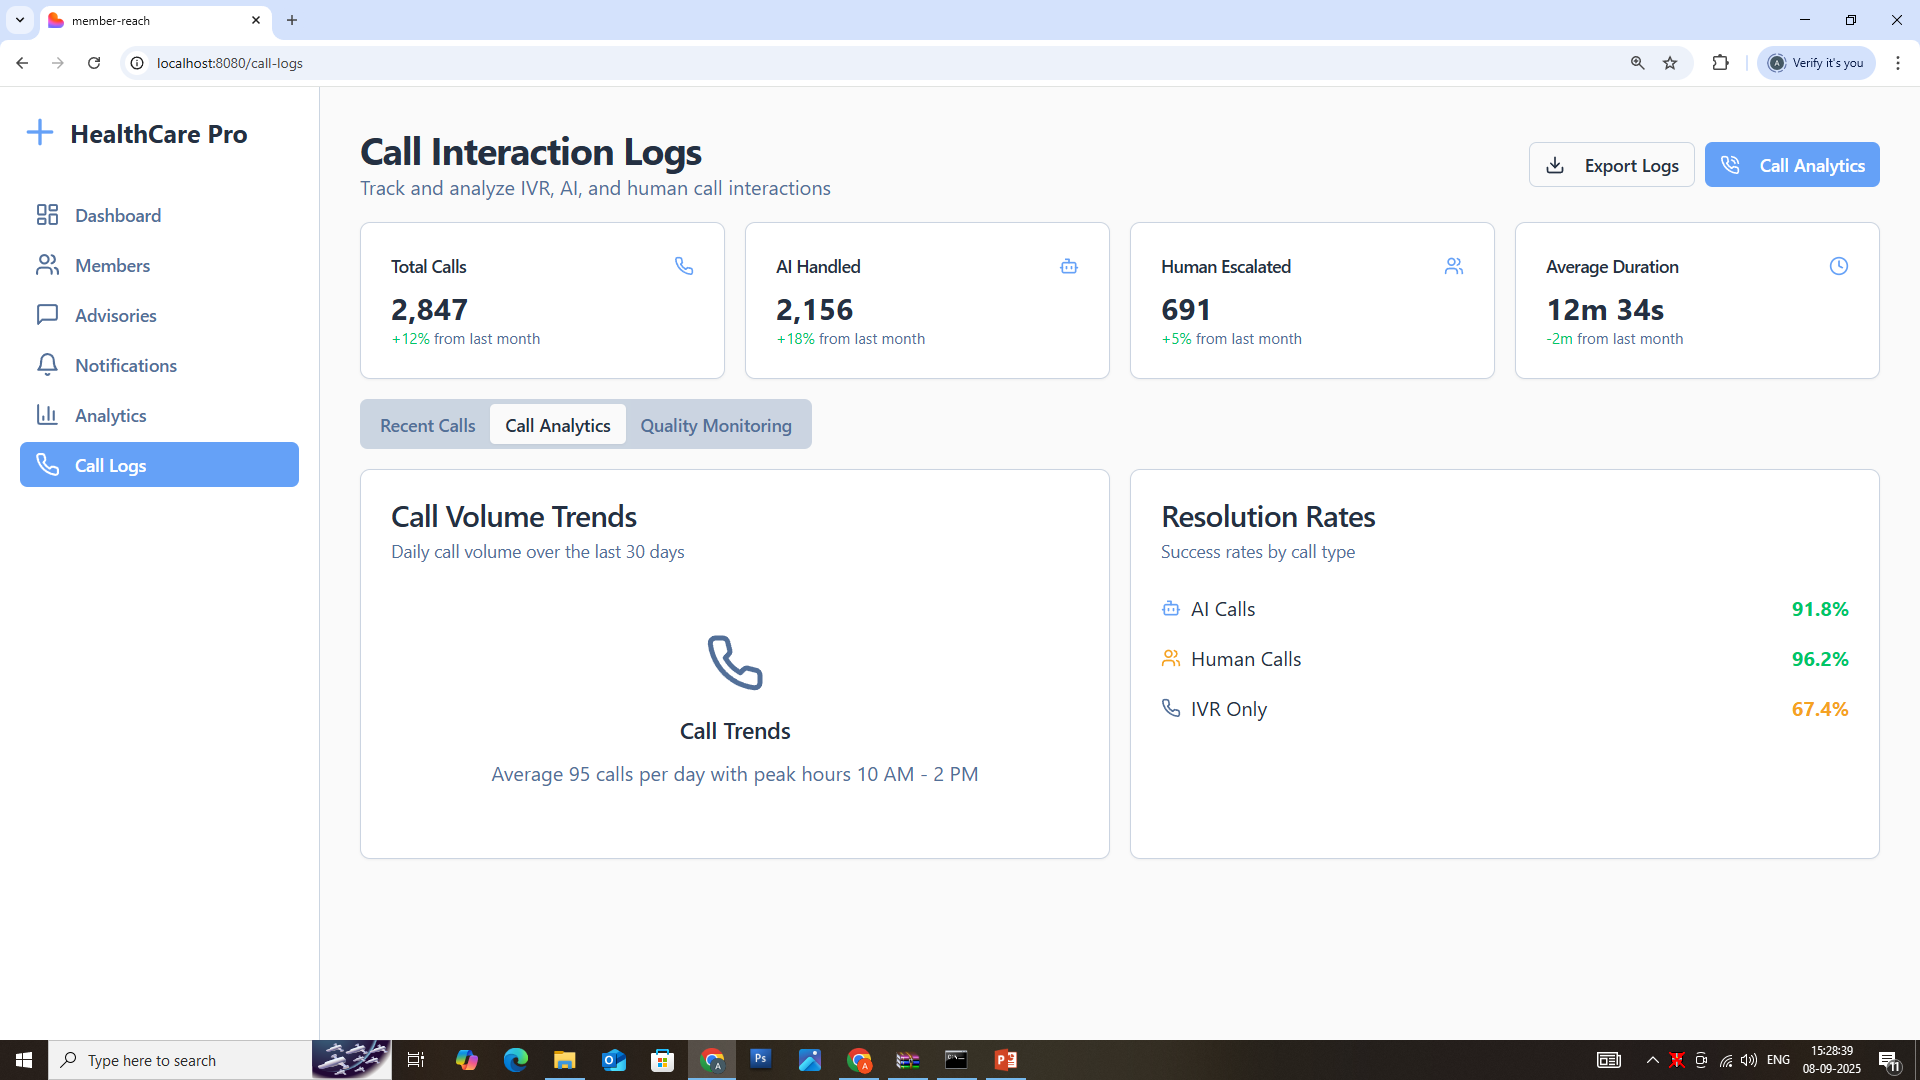 member-reach
localhost:8080/call-logs
Verify it's you
HealthCare Pro
Dashboard
Members
Advisories
Notifications
Analytics
Call Logs
Call Interaction Logs
Track and analyze IVR, AI, and human call interactions
Export Logs
Call Analytics
Total Calls
2,847
+12% from last month
AI Handled
2,156
+18% from last month
Human Escalated
691
+5% from last month
Average Duration
12m 34s
-2m from last month
Recent Calls
Call Analytics
Quality Monitoring
Call Volume Trends
Daily call volume over the last 30 days
Call Trends
Average 95 calls per day with peak hours 10 AM - 2 PM
Resolution Rates
Success rates by call type
AI Calls
91.8%
Human Calls
96.2%
IVR Only
67.4%
Type here to search
ENG
15:28:39
08-09-2025
11